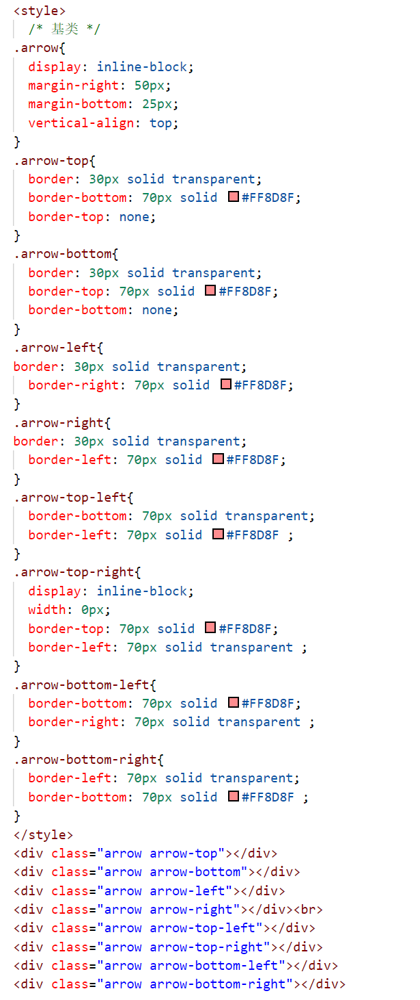 <style>
/* 基类 */
.arrow{
display: inline-block;
margin-right: 50px;
margin-bottom: 25px;
vertical-align: top;
}
.arrow-top{
border: 30px solid transparent;
border-bottom: 70px solid #FF8D8F;
border-top: none;
}
.arrow-bottom{
border: 30px solid transparent;
border-top: 70px solid #FF8D8F;
border-bottom: none;
}
.arrow-left{
border: 30px solid transparent;
border-right: 70px solid #FF8D8F;
}
.arrow-right{
border: 30px solid transparent;
border-left: 70px solid #FF8D8F;
}
.arrow-top-left{
border-bottom: 70px solid transparent;
border-left: 70px solid #FF8D8F ;
}
.arrow-top-right{
display: inline-block;
width: 0px;
border-top: 70px solid #FF8D8F;
border-left: 70px solid transparent ;
}
.arrow-bottom-left{
border-bottom: 70px solid #FF8D8F;
border-right: 70px solid transparent ;
}
.arrow-bottom-right{
border-left: 70px solid transparent;
border-bottom: 70px solid #FF8D8F ;
}
</style>
<div class="arrow arrow-top"></div>
<div class="arrow arrow-bottom"></div>
<div class="arrow arrow-left"></div>
<div class="arrow arrow-right"></div><br>
<div class="arrow arrow-top-left"></div>
<div class="arrow arrow-top-right"></div>
<div class="arrow arrow-bottom-left"></div>
<div class="arrow arrow-bottom-right"></div>